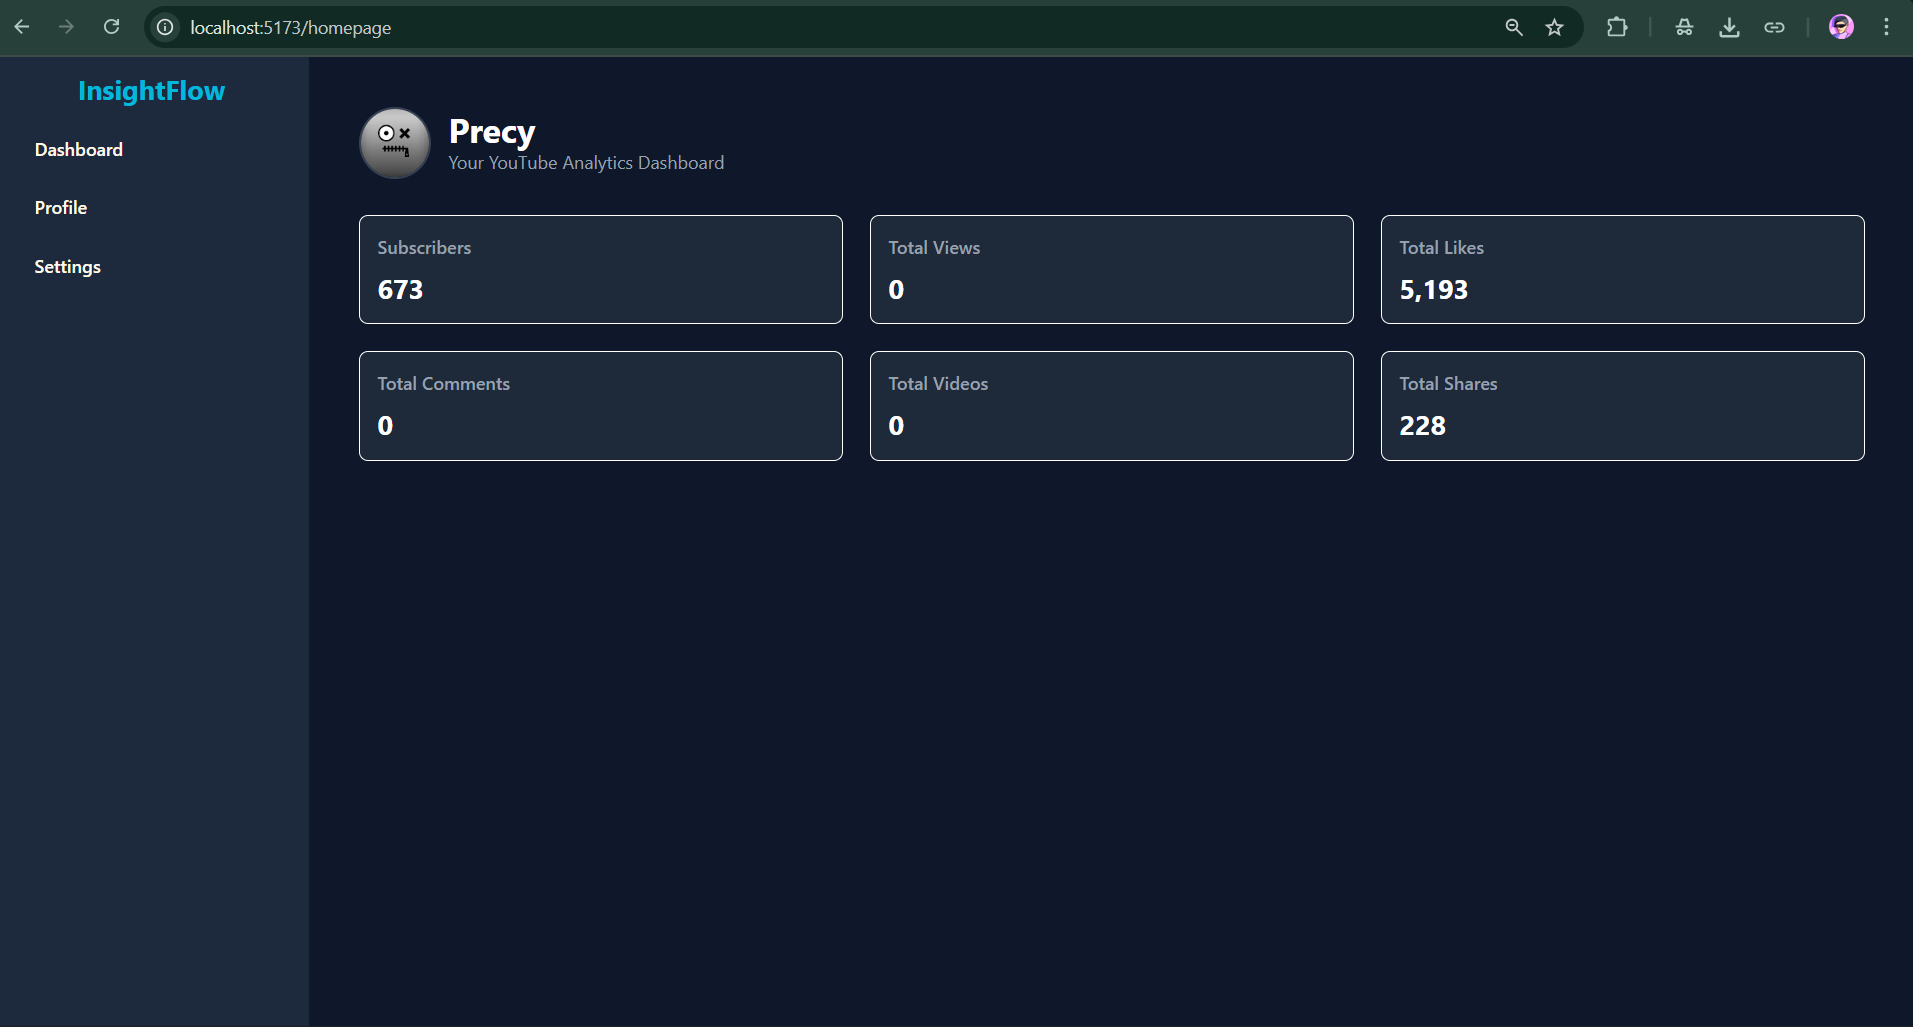 localhost:5173/homepage
InsightFlow
Dashboard
Profile
Settings
Precy
Your YouTube Analytics Dashboard
Subscribers
673
Total Views
0
Total Likes
5,193
Total Comments
0
Total Videos
0
Total Shares
228